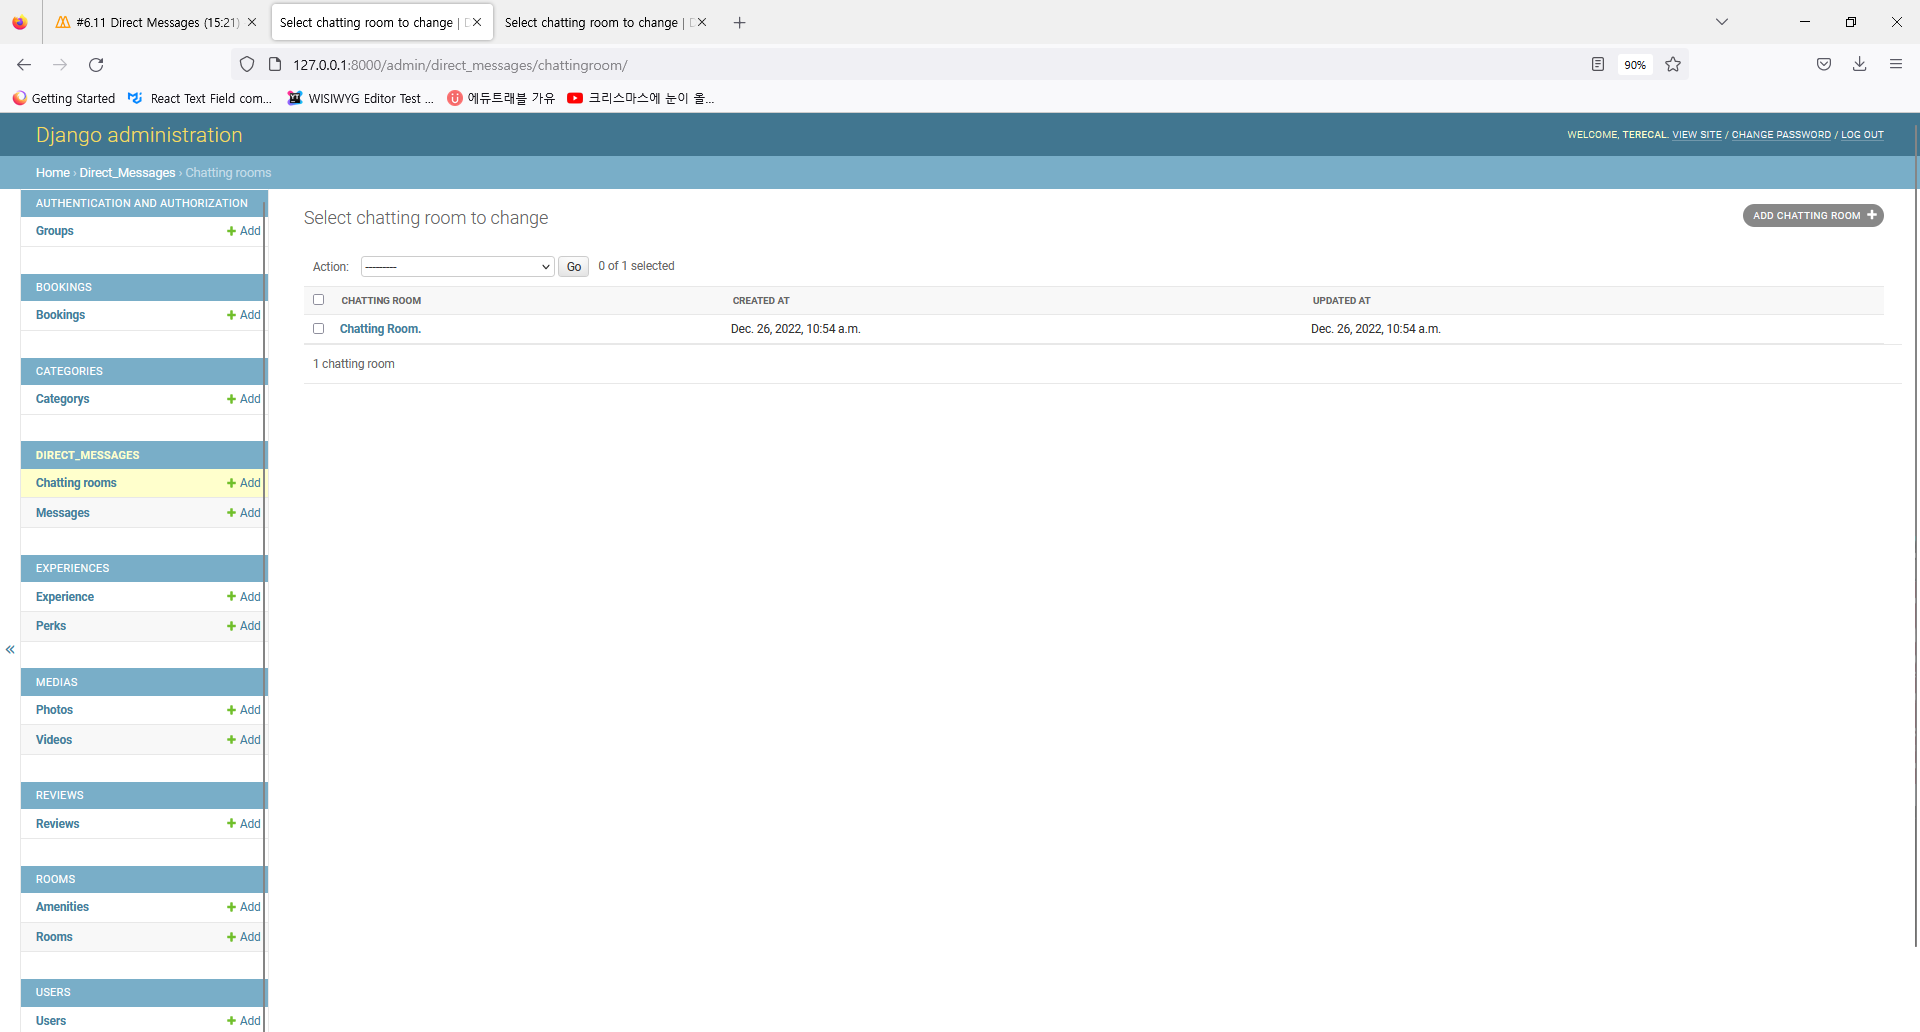 #6.11 Direct Messages (15:21)
Select chatting room to change |
Select chatting room to change |
127.0.0.1:8000/admin/direct_messages/chattingroom/
90%
Getting Started
React Text Field com...
WISIWYG Editor Test ...
에듀트래블 가유
크리스마스에 눈이 올...
Django administration
WELCOME, TERECAL. VIEW SITE / CHANGE PASSWORD / LOG OUT
Home › Direct_Messages › Chatting rooms
AUTHENTICATION AND AUTHORIZATION
Groups
Add
BOOKINGS
Bookings
Add
CATEGORIES
Categorys
Add
DIRECT_MESSAGES
Chatting rooms
Add
Messages
Add
EXPERIENCES
Experience
Add
Perks
Add
«
MEDIAS
Photos
Add
Videos
Add
REVIEWS
Reviews
Add
ROOMS
Amenities
Add
Rooms
Add
USERS
Users
Add
Select chatting room to change
ADD CHATTING ROOM
Action:
---------
Go
0 of 1 selected
CHATTING ROOM
CREATED AT
UPDATED AT
Chatting Room.
Dec. 26, 2022, 10:54 a.m.
Dec. 26, 2022, 10:54 a.m.
1 chatting room